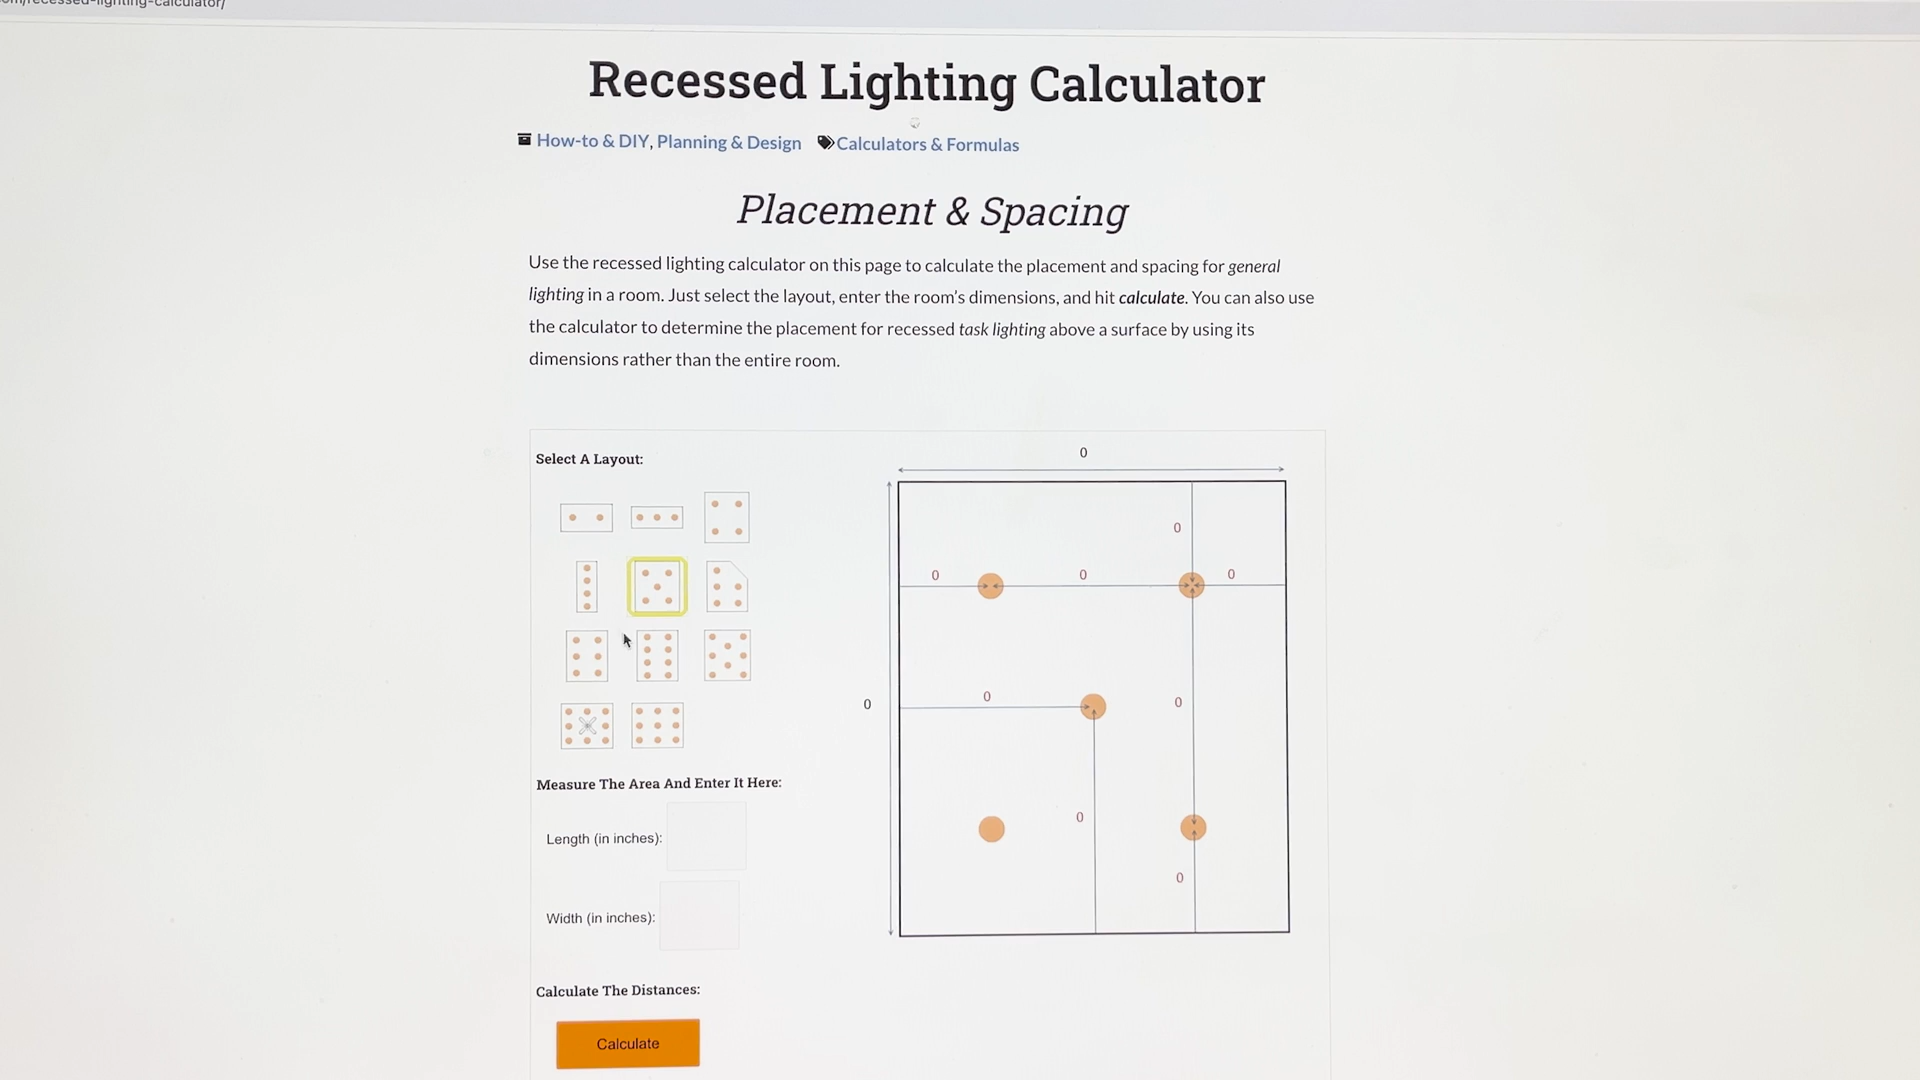 om/recessed-lighting-calculator/
Recessed Lighting Calculator
How-to & DIY, Planning & Design Calculators & Formulas
Placement & Spacing
Use the recessed lighting calculator on this page to calculate the placement and spacing for general
lighting in a room. Just select the layout, enter the room's dimensions, and hit calculate. You can also use
the calculator to determine the placement for recessed task lighting above a surface by using its
dimensions rather than the entire room.
Select A Layout:
Measure The Area And Enter It Here:
Length (in inches):
Width (in inches):
Calculate The Distances:
Calculate
0
0
0
0
0
0
0
0
0
0